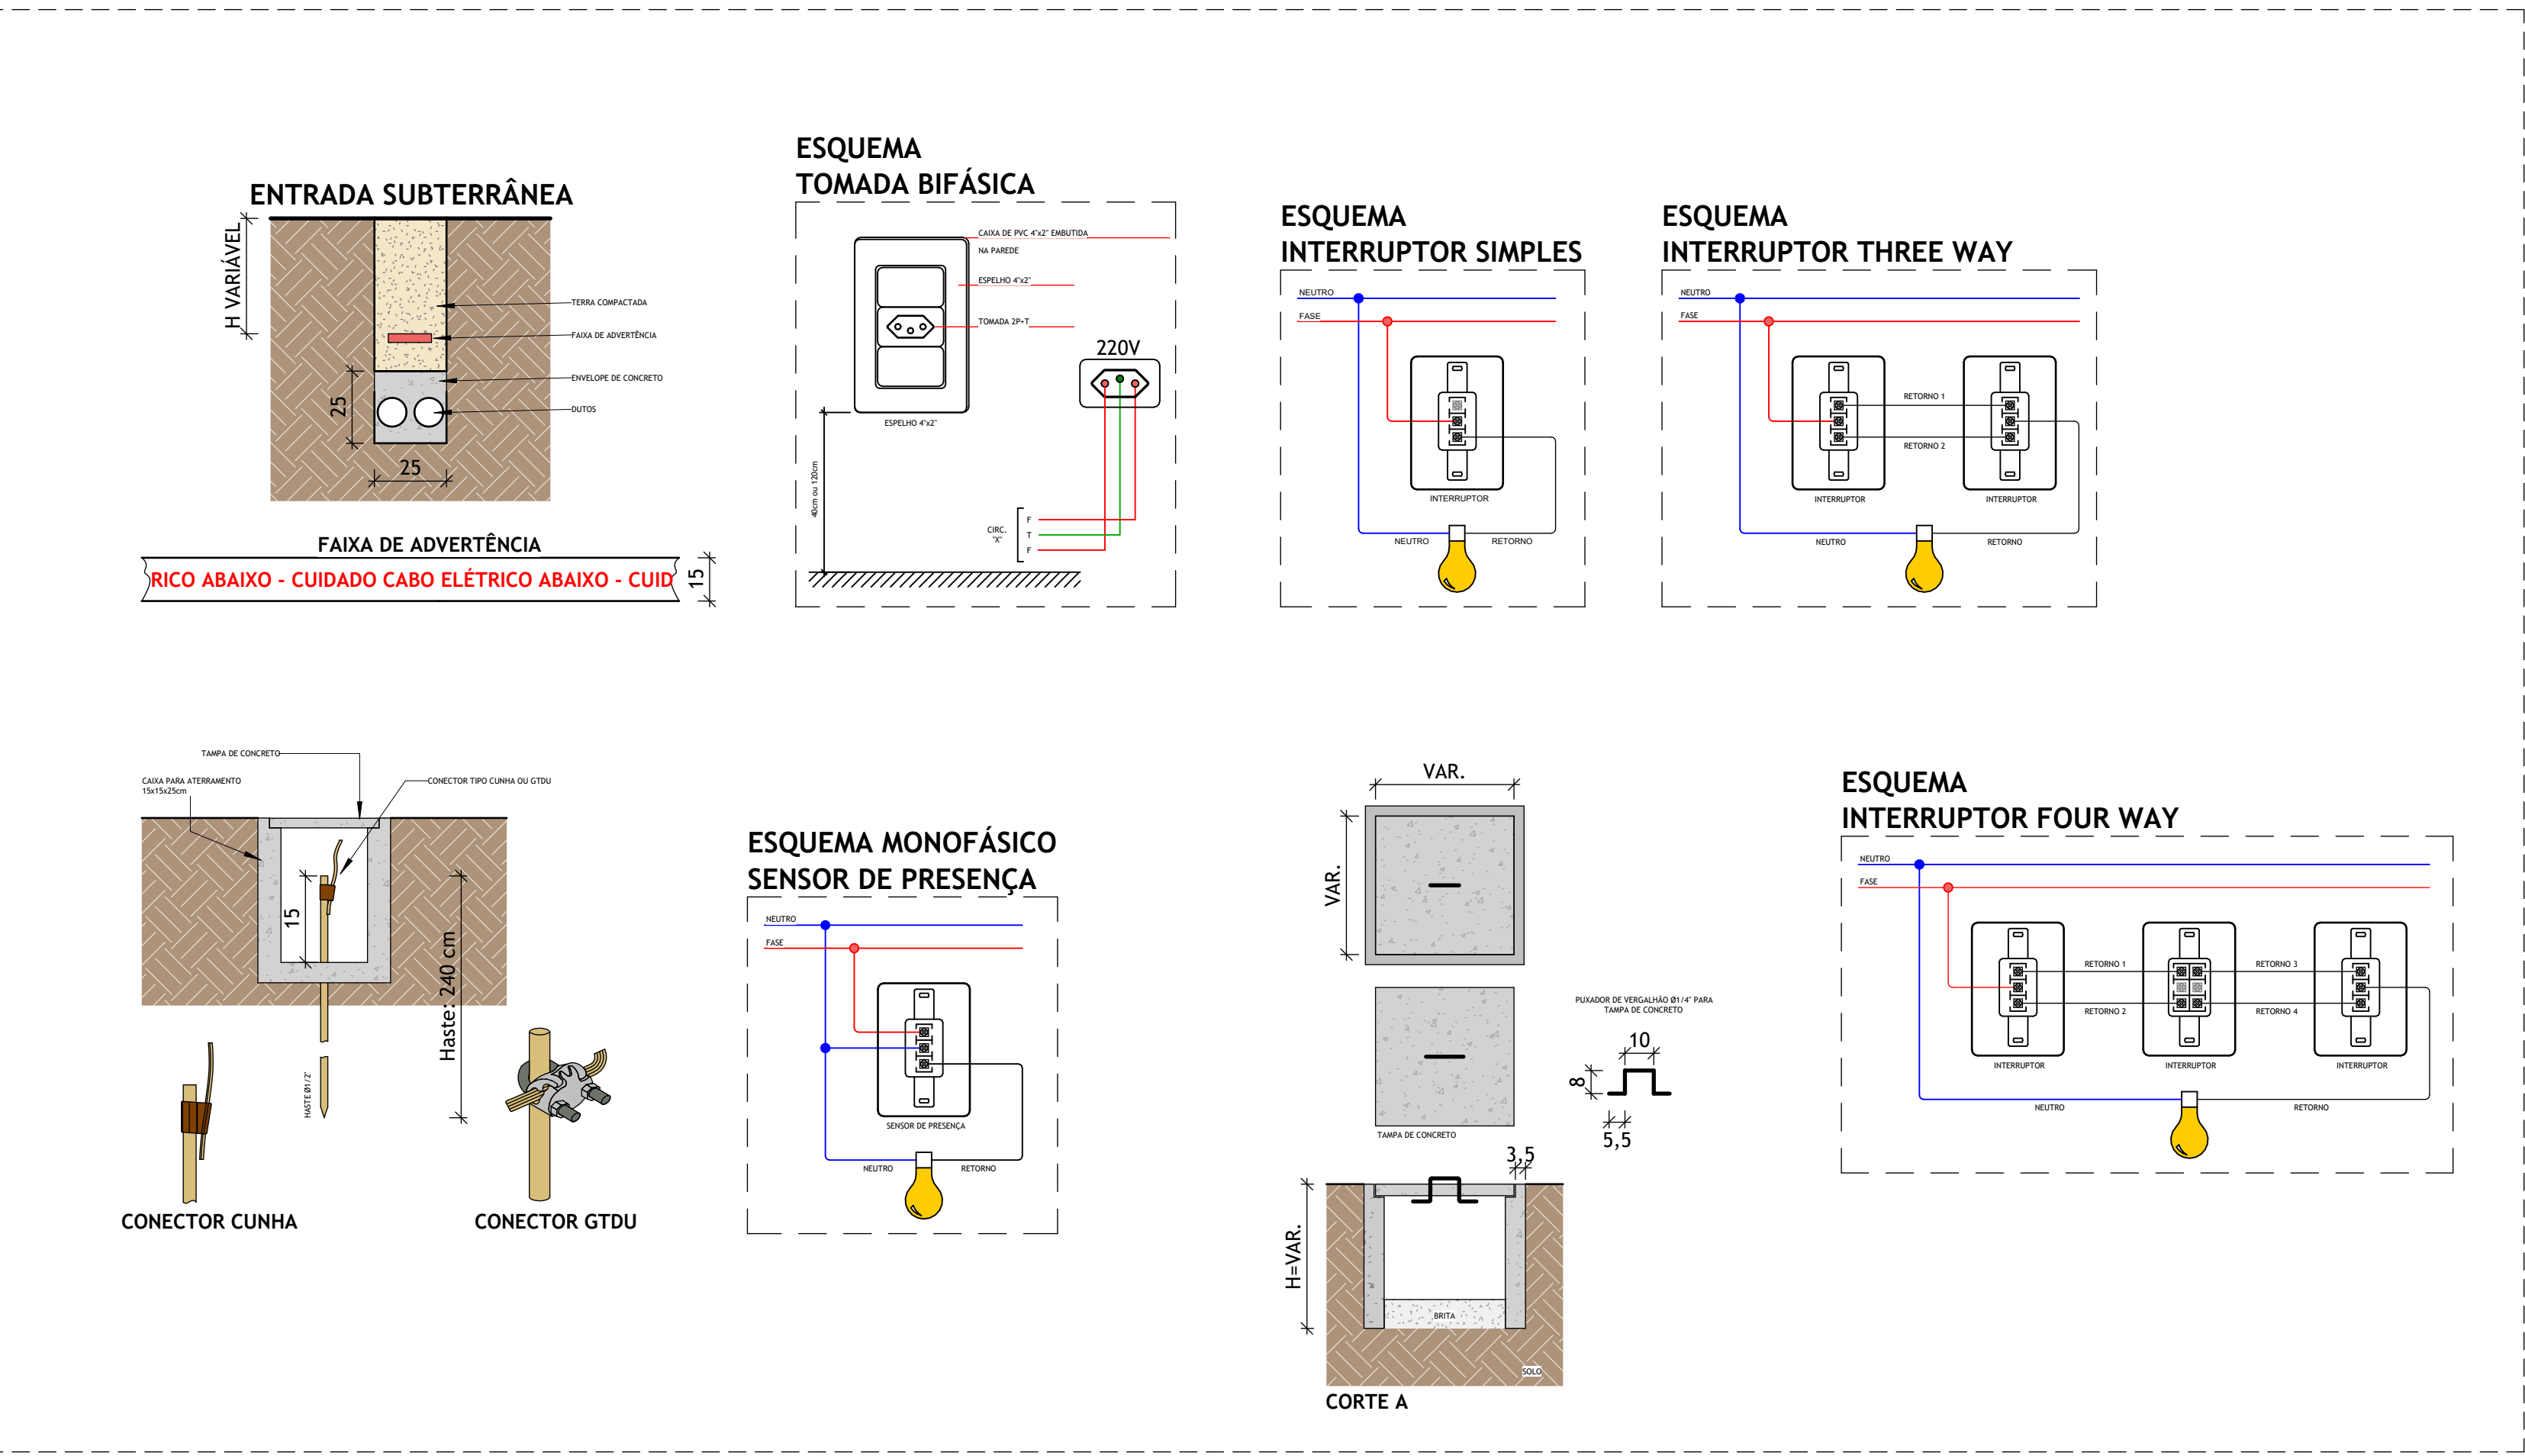 ENTRADA SUBTERRÂNEA
H VARIÁVEL
TERRA COMPACTADA
FAIXA DE ADVERTÊNCIA
ENVELOPE DE CONCRETO
DUTOS
25
25
FAIXA DE ADVERTÊNCIA
RICO ABAIXO - CUIDADO CABO ELÉTRICO ABAIXO - CUID
15
ESQUEMA
TOMADA BIFÁSICA
CAIXA DE PVC 4"x2" EMBUTIDA
NA PAREDE
ESPELHO 4"x2"
TOMADA 2P+T
220V
ESPELHO 4"x2"
40cm ou 120cm
CIRC.
"X"
F
T
F
ESQUEMA
INTERRUPTOR SIMPLES
NEUTRO
FASE
INTERRUPTOR
NEUTRO
RETORNO
ESQUEMA
INTERRUPTOR THREE WAY
NEUTRO
FASE
RETORNO 1
RETORNO 2
INTERRUPTOR
INTERRUPTOR
NEUTRO
RETORNO
TAMPA DE CONCRETO
CAIXA PARA ATERRAMENTO
15x15x25cm
CONECTOR TIPO CUNHA OU GTDU
15
Haste: 240 cm
HASTE Ø1/2"
CONECTOR CUNHA
CONECTOR GTDU
ESQUEMA MONOFÁSICO
SENSOR DE PRESENÇA
NEUTRO
FASE
SENSOR DE PRESENÇA
NEUTRO
RETORNO
VAR.
VAR.
TAMPA DE CONCRETO
PUXADOR DE VERGALHÃO Ø1/4" PARA
TAMPA DE CONCRETO
10
8
5,5
3,5
H=VAR.
BRITA
SOLO
CORTE A
ESQUEMA
INTERRUPTOR FOUR WAY
NEUTRO
FASE
RETORNO 1
RETORNO 3
RETORNO 2
RETORNO 4
INTERRUPTOR
INTERRUPTOR
INTERRUPTOR
NEUTRO
RETORNO